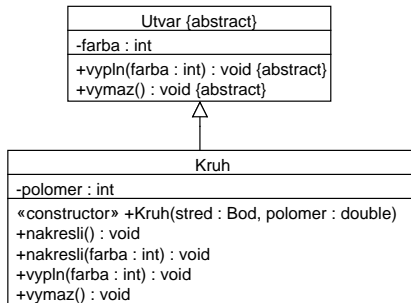 Utvar {abstract}
-farba : int
+vypln(farba : int) : void {abstract}
+vymaz() : void {abstract}
Kruh
-polomer : int
«constructor» +Kruh(stred : Bod, polomer : double)
+nakresli() : void
+nakresli(farba : int) : void
+vypln(farba : int) : void
+vymaz() : void